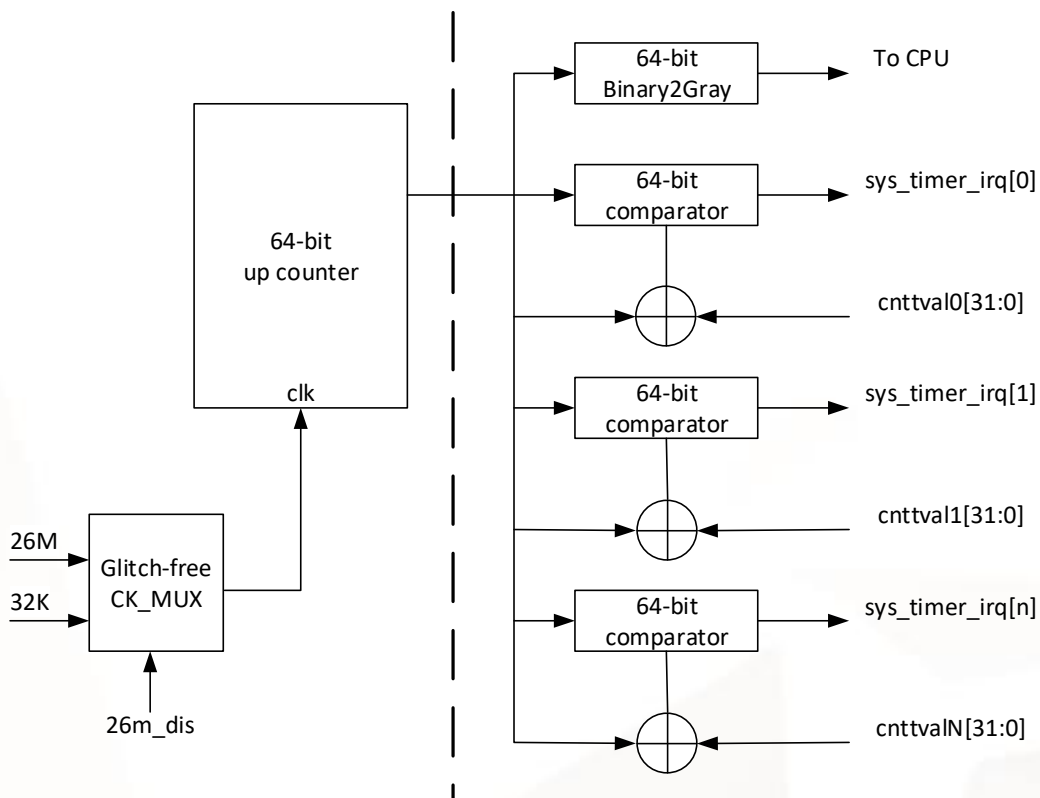 64-bit
Binary2Gray
To CPU
64-bit
up counter
clk
64-bit
comparator
sys_timer_irq[0]
cnttval0[31:0]
64-bit
comparator
sys_timer_irq[1]
cnttval1[31:0]
26M
32K
Glitch-free
CK_MUX
26m_dis
64-bit
comparator
sys_timer_irq[n]
cnttvalN[31:0]